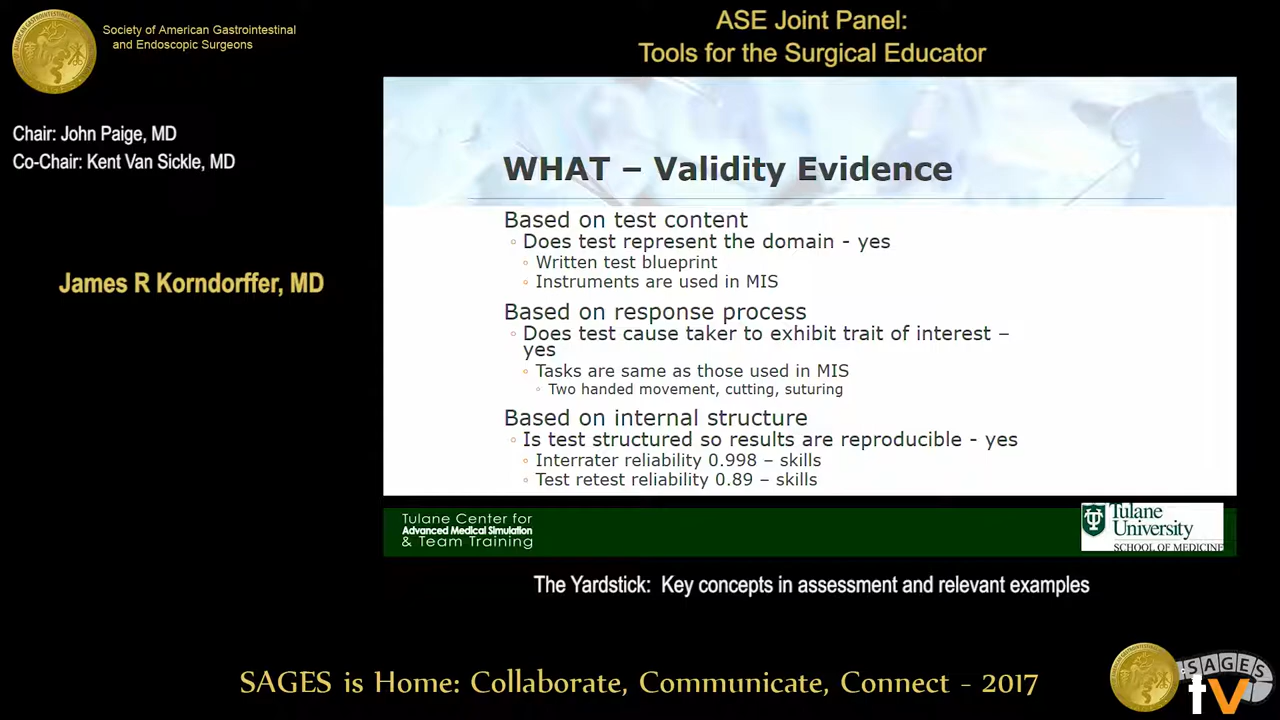 Society of American Gastrointestinal
and Endoscopic Surgeons
ASE Joint Panel:
Tools for the Surgical Educator
Chair: John Paige, MD
Co-Chair: Kent Van Sickle, MD
James R Korndorffer, MD
WHAT – Validity Evidence
Based on test content
Does test represent the domain - yes
Written test blueprint
Instruments are used in MIS
Based on response process
Does test cause taker to exhibit trait of interest –
yes
Tasks are same as those used in MIS
Two handed movement, cutting, suturing
Based on internal structure
Is test structured so results are reproducible - yes
Interrater reliability 0.998 – skills
Test retest reliability 0.89 – skills
Tulane Center for
Advanced Medical Simulation
& Team Training
Tulane
University
SCHOOL OF MEDICINE
The Yardstick: Key concepts in assessment and relevant examples
SAGES is Home: Collaborate, Communicate, Connect - 2017
SAGES
tv